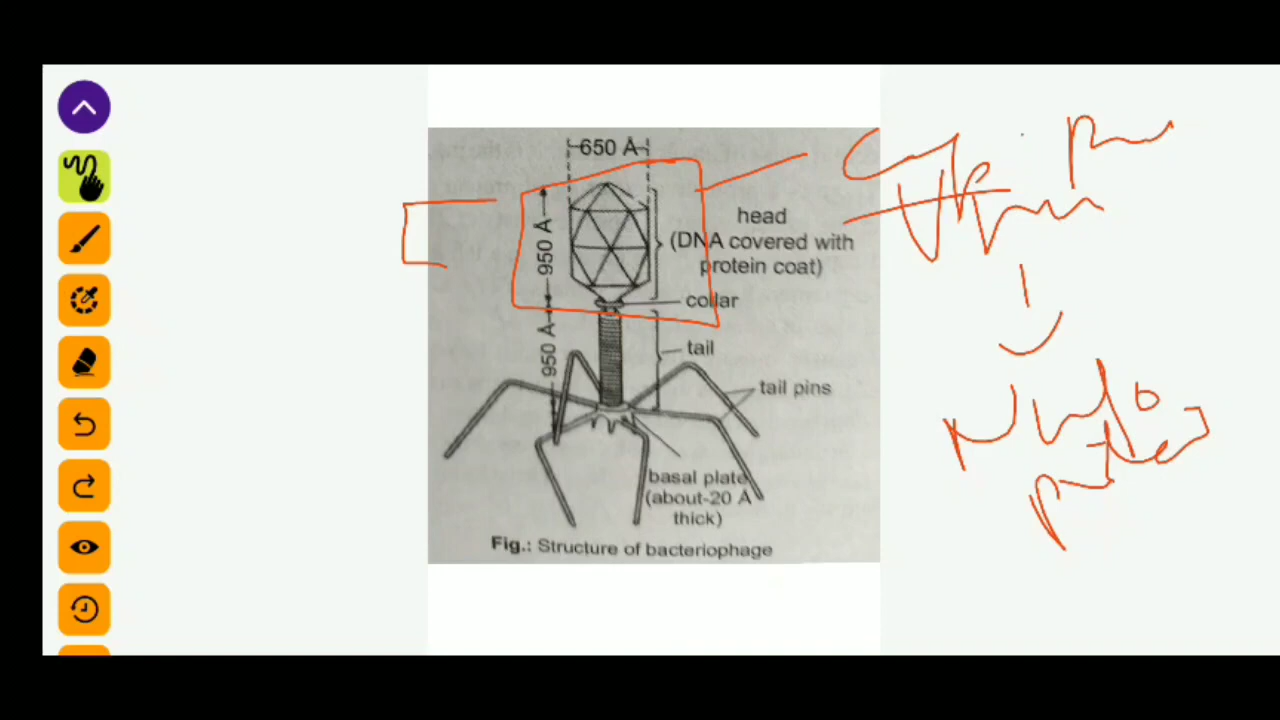 650 Å
950 Å
head
(DNA covered with
protein coat)
collar
950 Å
tail
tail pins
basal plate
(about-20 Å
thick)
Fig.: Structure of bacteriophage